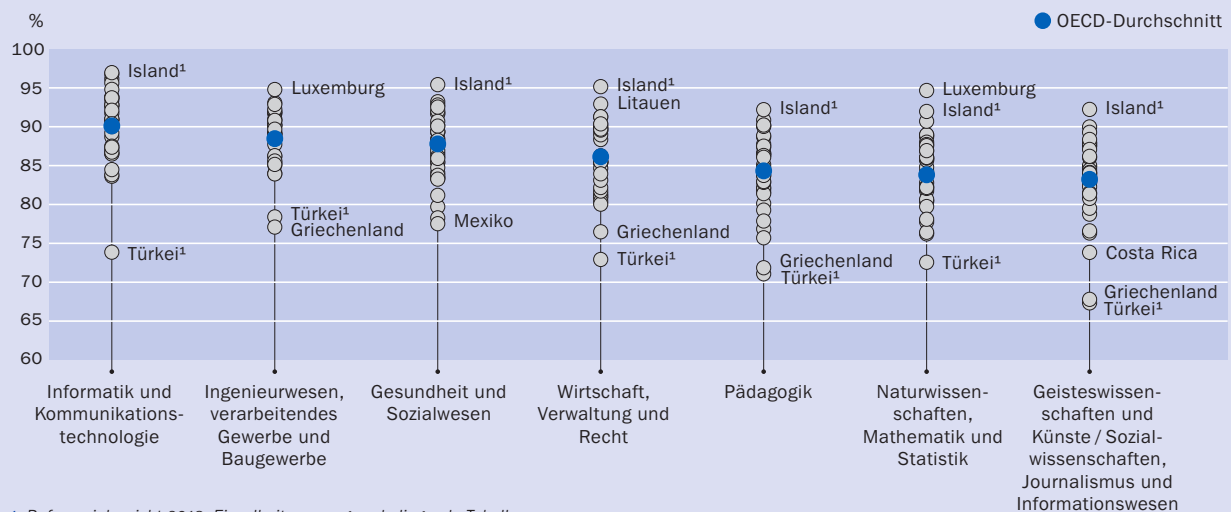 %
OECD-Durchschnitt
100
95
90
85
80
75
70
65
60
Island¹
Türkei¹
Luxemburg
Türkei¹
Griechenland
Island¹
Mexiko
Island¹
Litauen
Griechenland
Türkei¹
Island¹
Griechenland
Türkei¹
Luxemburg
Island¹
Türkei¹
Island¹
Costa Rica
Griechenland
Türkei¹
Informatik und
Kommunikations-
technologie
Ingenieurwesen,
verarbeitendes
Gewerbe und
Baugewerbe
Gesundheit und
Sozialwesen
Wirtschaft,
Verwaltung und
Recht
Pädagogik
Naturwissen-
schaften,
Mathematik und
Statistik
Geisteswissen-
schaften und
Künste / Sozial-
wissenschaften,
Journalismus und
Informationswesen